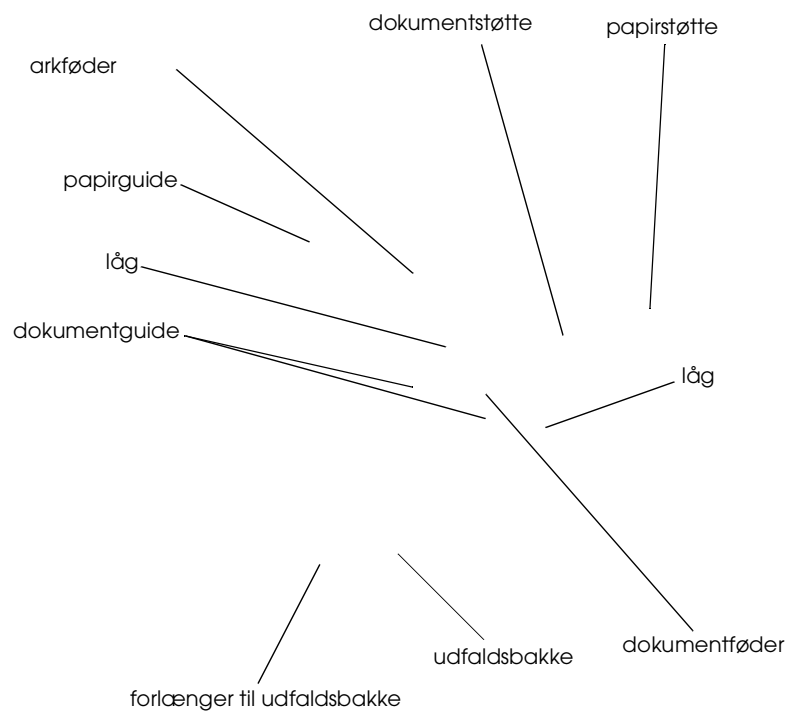 dokumentstøtte
papirstøtte
arkføder
papirguide
låg
dokumentguide
låg
dokumentføder
udfaldsbakke
forlænger til udfaldsbakke